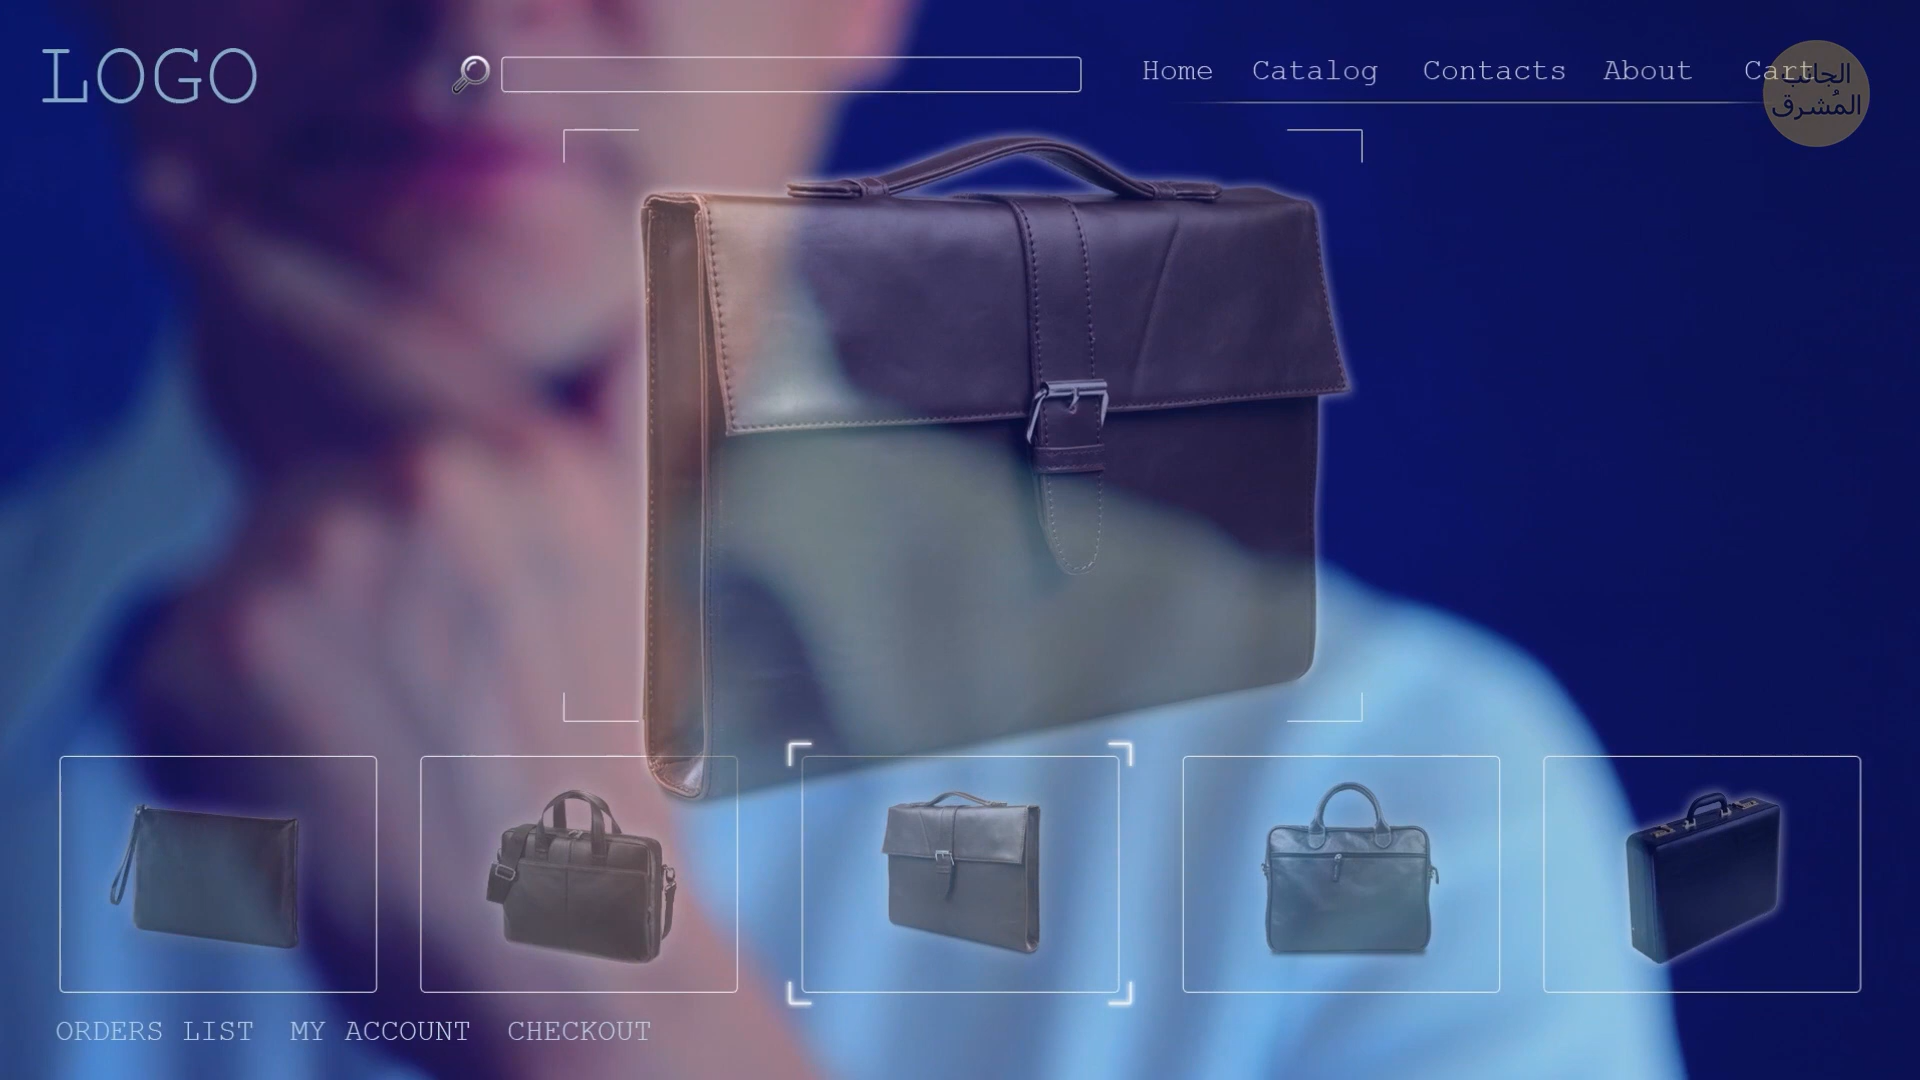 LOGO
Home Catalog Contacts About Cart
الجانب
المُشرق
ORDERS LIST MY ACCOUNT CHECKOUT